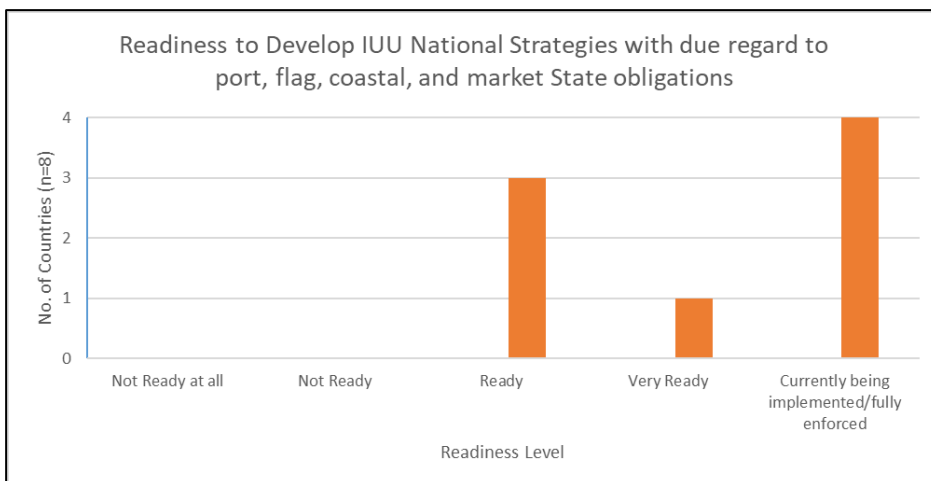 Readiness to Develop IUU National Strategies with due regard to
port, flag, coastal, and market State obligations
No. of Countries (n=8)
4
3
2
1
0
Not Ready at all
Not Ready
Ready
Very Ready
Currently being
implemented/fully
enforced
Readiness Level